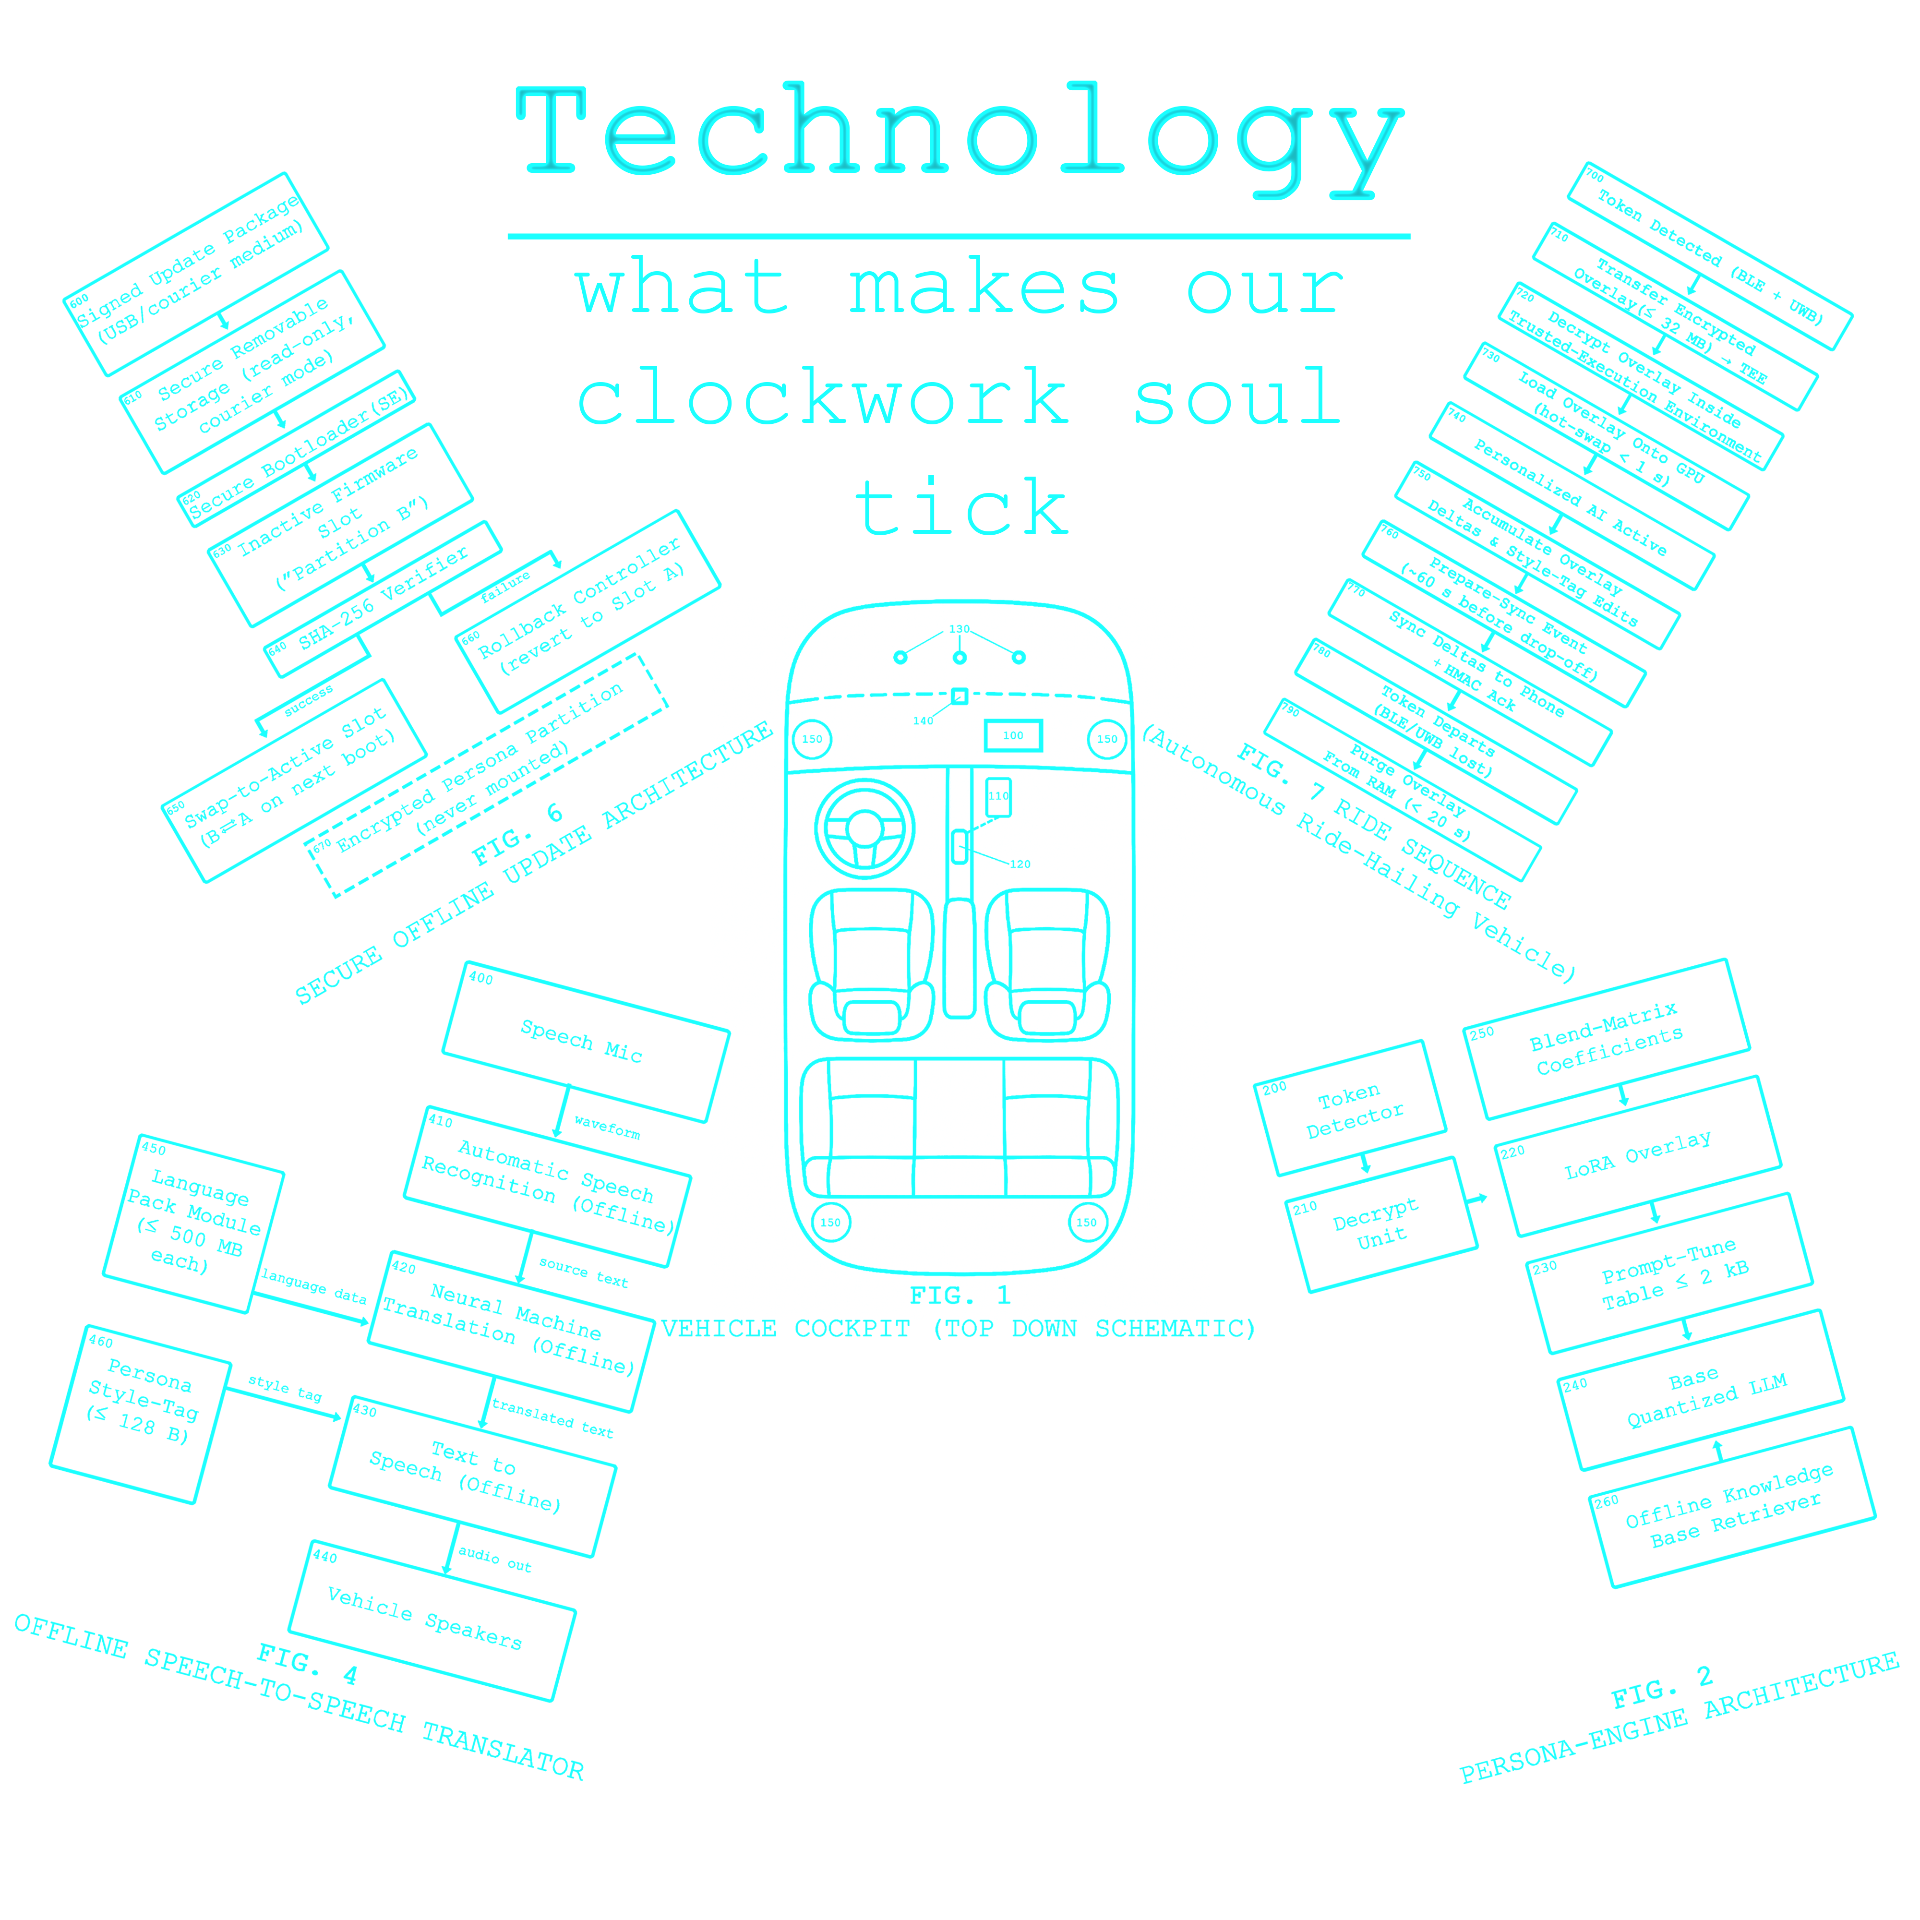 Technology
what makes our
clockwork soul
tick
600
Signed Update Package
(USB/courier medium)
610
Secure Removable
Storage (read-only,
courier mode)
620
Secure Bootloader(SE)
630
Inactive Firmware
Slot
("Partition B")
640
SHA-256 Verifier
failure
success
660
Rollback Controller
(revert to Slot A)
650
Swap-to-Active Slot
(B⇌A on next boot)
670
Encrypted Persona Partition
(never mounted)
FIG. 6
SECURE OFFLINE UPDATE ARCHITECTURE
700
Token Detected (BLE + UWB)
710
Transfer Encrypted
Overlay(≤ 32 MB) → TEE
720
Decrypt Overlay Inside
Trusted-Execution Environment
730
Load Overlay Onto GPU
(hot-swap < 1 s)
740
Personalized AI Active
750
Accumulate Overlay
Deltas & Style-Tag Edits
760
Prepare-Sync Event
(~60 s before drop-off)
770
Sync Deltas to Phone
+ HMAC Ack
780
Token Departs
(BLE/UWB lost)
790
Purge Overlay
From RAM (< 20 s)
FIG. 7 RIDE SEQUENCE
(Autonomous Ride-Hailing Vehicle)
130
140
150
100
150
110
120
150
150
FIG. 1
VEHICLE COCKPIT (TOP DOWN SCHEMATIC)
400
Speech Mic
waveform
410
Automatic Speech
Recognition (Offline)
source text
450
Language
Pack Module
(≤ 500 MB
each)
language data
420
Neural Machine
Translation (Offline)
translated text
460
Persona
Style-Tag
(≤ 128 B)
style tag
430
Text to
Speech (Offline)
audio out
440
Vehicle Speakers
FIG. 4
OFFLINE SPEECH-TO-SPEECH TRANSLATOR
200
Token
Detector
210
Decrypt
Unit
250
Blend-Matrix
Coefficients
220
LoRA Overlay
230
Prompt-Tune
Table ≤ 2 kB
240
Base
Quantized LLM
260
Offline Knowledge
Base Retriever
FIG. 2
PERSONA-ENGINE ARCHITECTURE